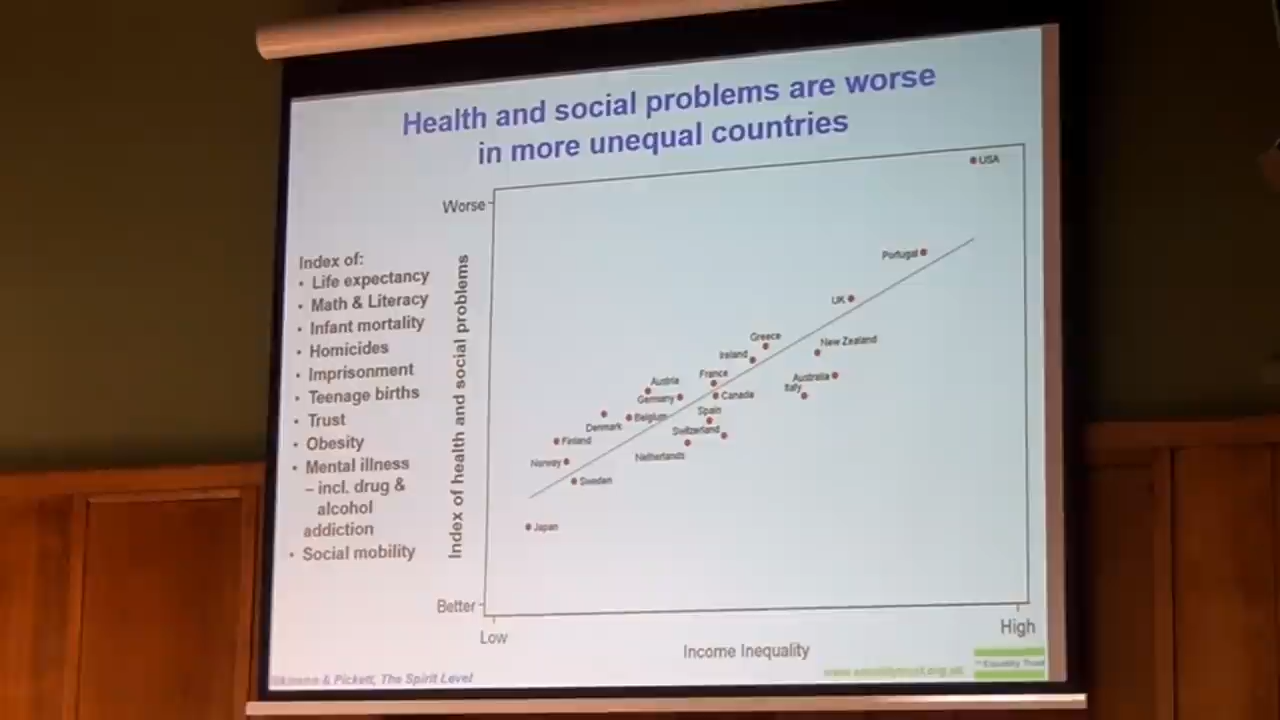 Health and social problems are worse
in more unequal countries
Index of:
• Life expectancy
• Math & Literacy
• Infant mortality
• Homicides
• Imprisonment
• Teenage births
• Trust
• Obesity
• Mental illness
– incl. drug &
alcohol
addiction
• Social mobility
Index of health and social problems
Worse
Better
USA
Portugal
UK
Greece
New Zealand
Ireland
France
Australia
Italy
Austria
Germany
Canada
Belgium
Spain
Denmark
Switzerland
Finland
Netherlands
Norway
Sweden
Japan
Low
High
Income Inequality
& Pickett, The Spirit Level
Equality Trust